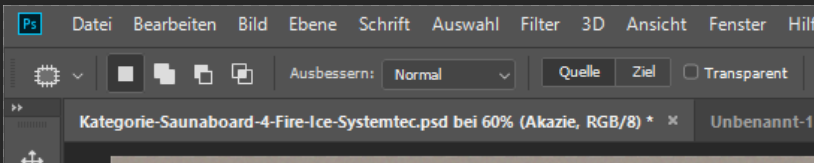 Ps Datei Bearbeiten Bild Ebene Schrift Auswahl Filter 3D Ansicht Fenster
Ausbessern: Normal Quelle Ziel Transparent
Kategorie-Saunaboard-4-Fire-Ice-Systemtec.psd bei 60% (Akazie, RGB/8) * × Unbenannt-1